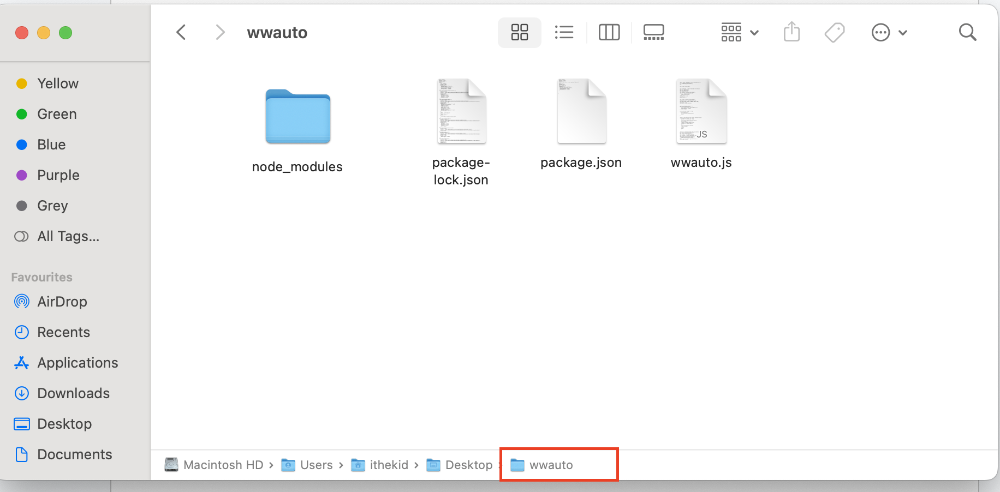 wwauto
Yellow
Green
Blue
Purple
Grey
All Tags...
Favourites
AirDrop
Recents
Applications
Downloads
Desktop
Documents
node_modules
package-
lock.json
package.json
JS
wwauto.js
Macintosh HD › Users › ithekid › Desktop › wwauto